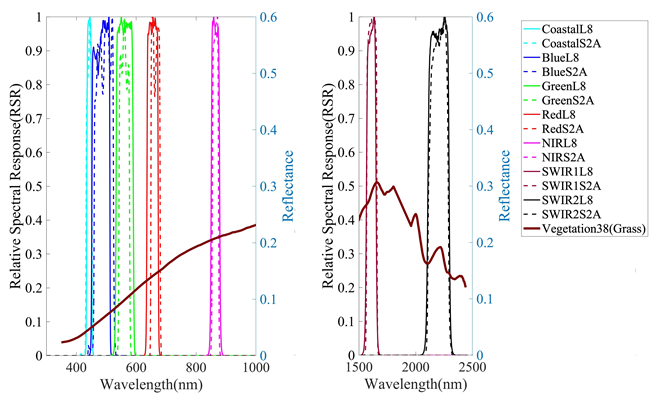 Relative Spectral Response(RSR)
1
0.9
0.8
0.7
0.6
0.5
0.4
0.3
0.2
0.1
0
400
600
800
1000
Wavelength(nm)
0.6
0.5
0.4
0.3
0.2
0.1
0
Reflectance
Relative Spectral Response(RSR)
1
0.9
0.8
0.7
0.6
0.5
0.4
0.3
0.2
0.1
0
1500
2000
2500
Wavelength(nm)
0.6
0.5
0.4
0.3
0.2
0.1
0
Reflectance
CoastalL8
CoastalS2A
BlueL8
BlueS2A
GreenL8
GreenS2A
RedL8
RedS2A
NIRL8
NIRS2A
SWIR1L8
SWIR1S2A
SWIR2L8
SWIR2S2A
Vegetation38(Grass)